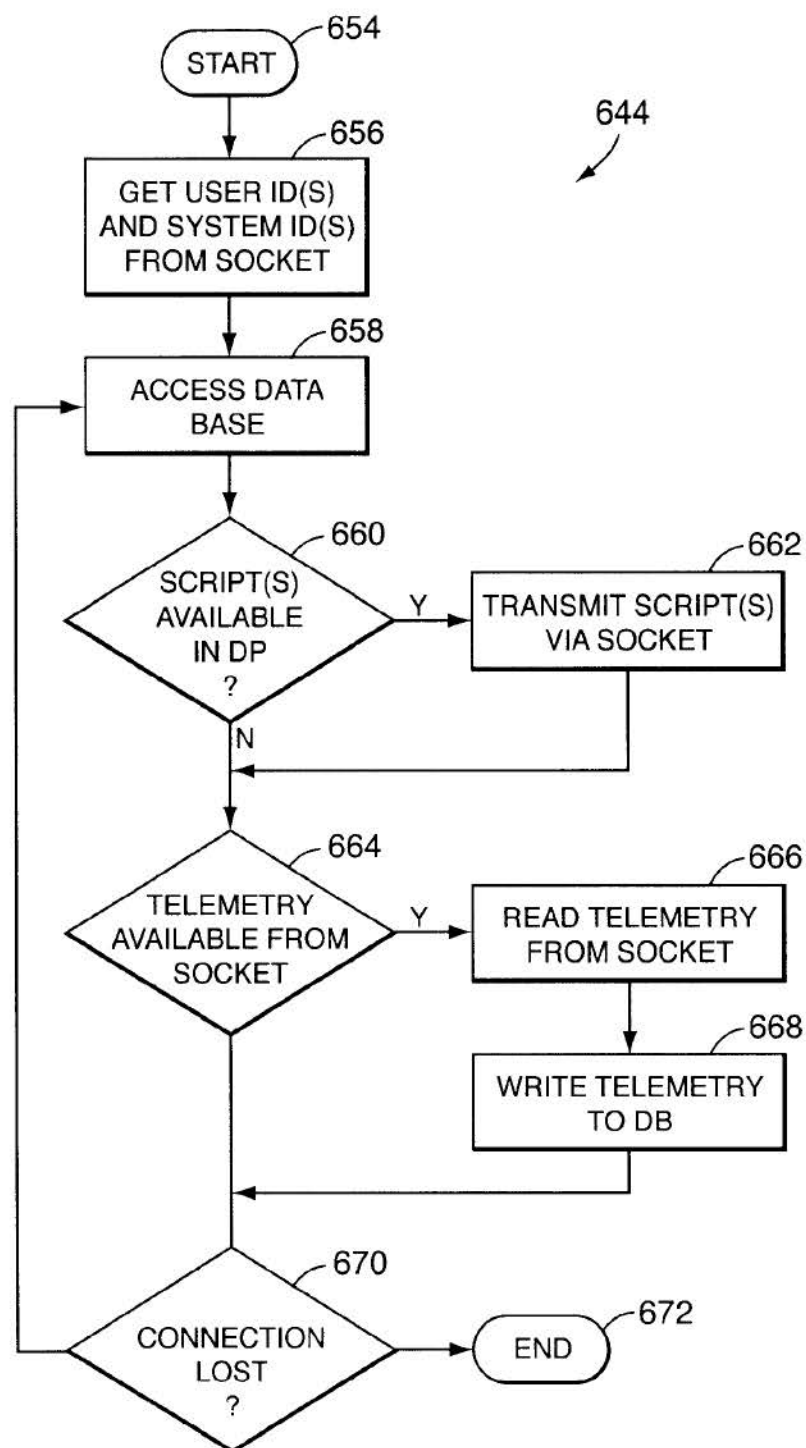 654
START
644
656
GET USER ID(S)
AND SYSTEM ID(S)
FROM SOCKET
658
ACCESS DATA
BASE
660
SCRIPT(S)
AVAILABLE
IN DP
?
Y
662
TRANSMIT SCRIPT(S)
VIA SOCKET
N
664
TELEMETRY
AVAILABLE FROM
SOCKET
Y
666
READ TELEMETRY
FROM SOCKET
668
WRITE TELEMETRY
TO DB
670
CONNECTION
LOST
?
672
END